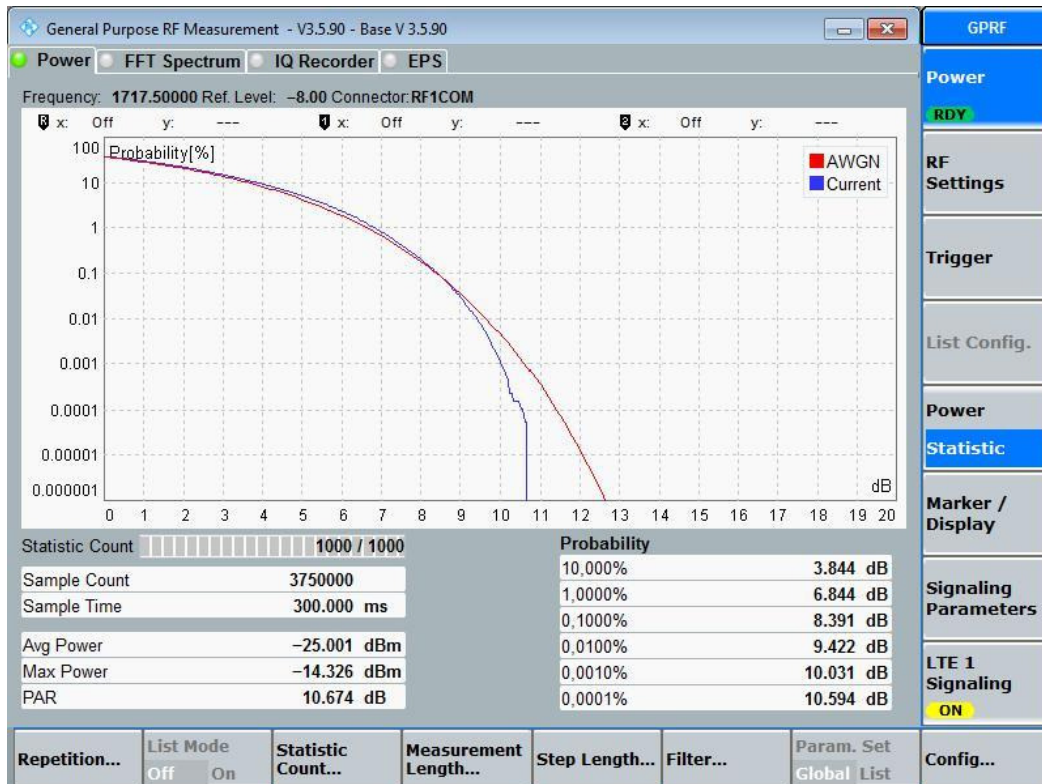 General Purpose RF Measurement - V3.5.90 - Base V 3.5.90
GPRF
Power FFT Spectrum IQ Recorder EPS
Frequency: 1717.50000 Ref. Level: −8.00 Connector: RF1COM
R x: Off y: --- 1 x: Off y: --- 2 x: Off y: ---
Probability[%]
AWGN
Current
100
10
1
0.1
0.01
0.001
0.0001
0.00001
0.000001
dB
0 1 2 3 4 5 6 7 8 9 10 11 12 13 14 15 16 17 18 19 20
Statistic Count 1000 / 1000
Sample Count 3750000
Sample Time 300.000 ms
Avg Power −25.001 dBm
Max Power −14.326 dBm
PAR 10.674 dB
Probability
10,000% 3.844 dB
1,0000% 6.844 dB
0,1000% 8.391 dB
0,0100% 9.422 dB
0,0010% 10.031 dB
0,0001% 10.594 dB
Power
RDY
RF
Settings
Trigger
List Config.
Power
Statistic
Marker /
Display
Signaling
Parameters
LTE 1
Signaling
ON
Repetition...
List Mode
Off On
Statistic
Count...
Measurement
Length...
Step Length...
Filter...
Param. Set
Global List
Config...